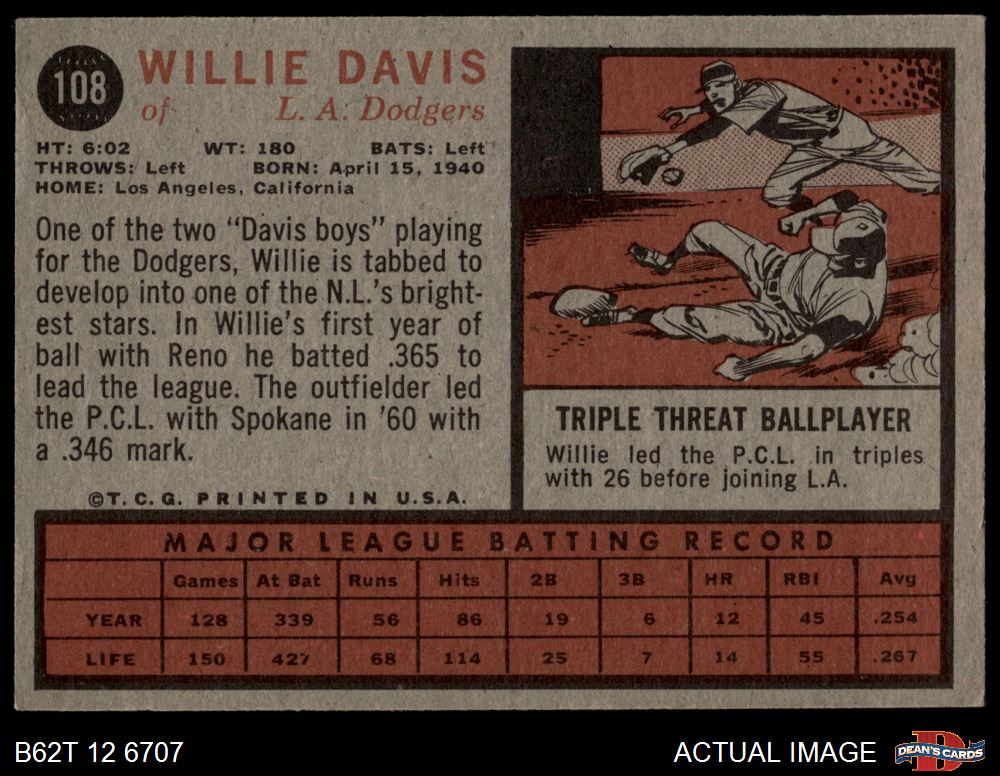 108
WILLIE DAVIS
of L. A. Dodgers
HT: 6:02 WT: 180 BATS: Left
THROWS: Left BORN: April 15, 1940
HOME: Los Angeles, California
One of the two "Davis boys" playing
for the Dodgers, Willie is tabbed to
develop into one of the N.L.'s bright-
est stars. In Willie's first year of
ball with Reno he batted .365 to
lead the league. The outfielder led
the P.C.L. with Spokane in '60 with
a .346 mark.
©T.C.G. PRINTED IN U.S.A.
TRIPLE THREAT BALLPLAYER
Willie led the P.C.L. in triples
with 26 before joining L.A.
MAJOR LEAGUE BATTING RECORD
Games At Bat Runs Hits 2B 3B HR RBI Avg
YEAR 128 339 56 86 19 6 12 45 .254
LIFE 150 427 68 114 25 7 14 55 .267
B62T 12 6707
ACTUAL IMAGE
D
DEAN'S CARDS